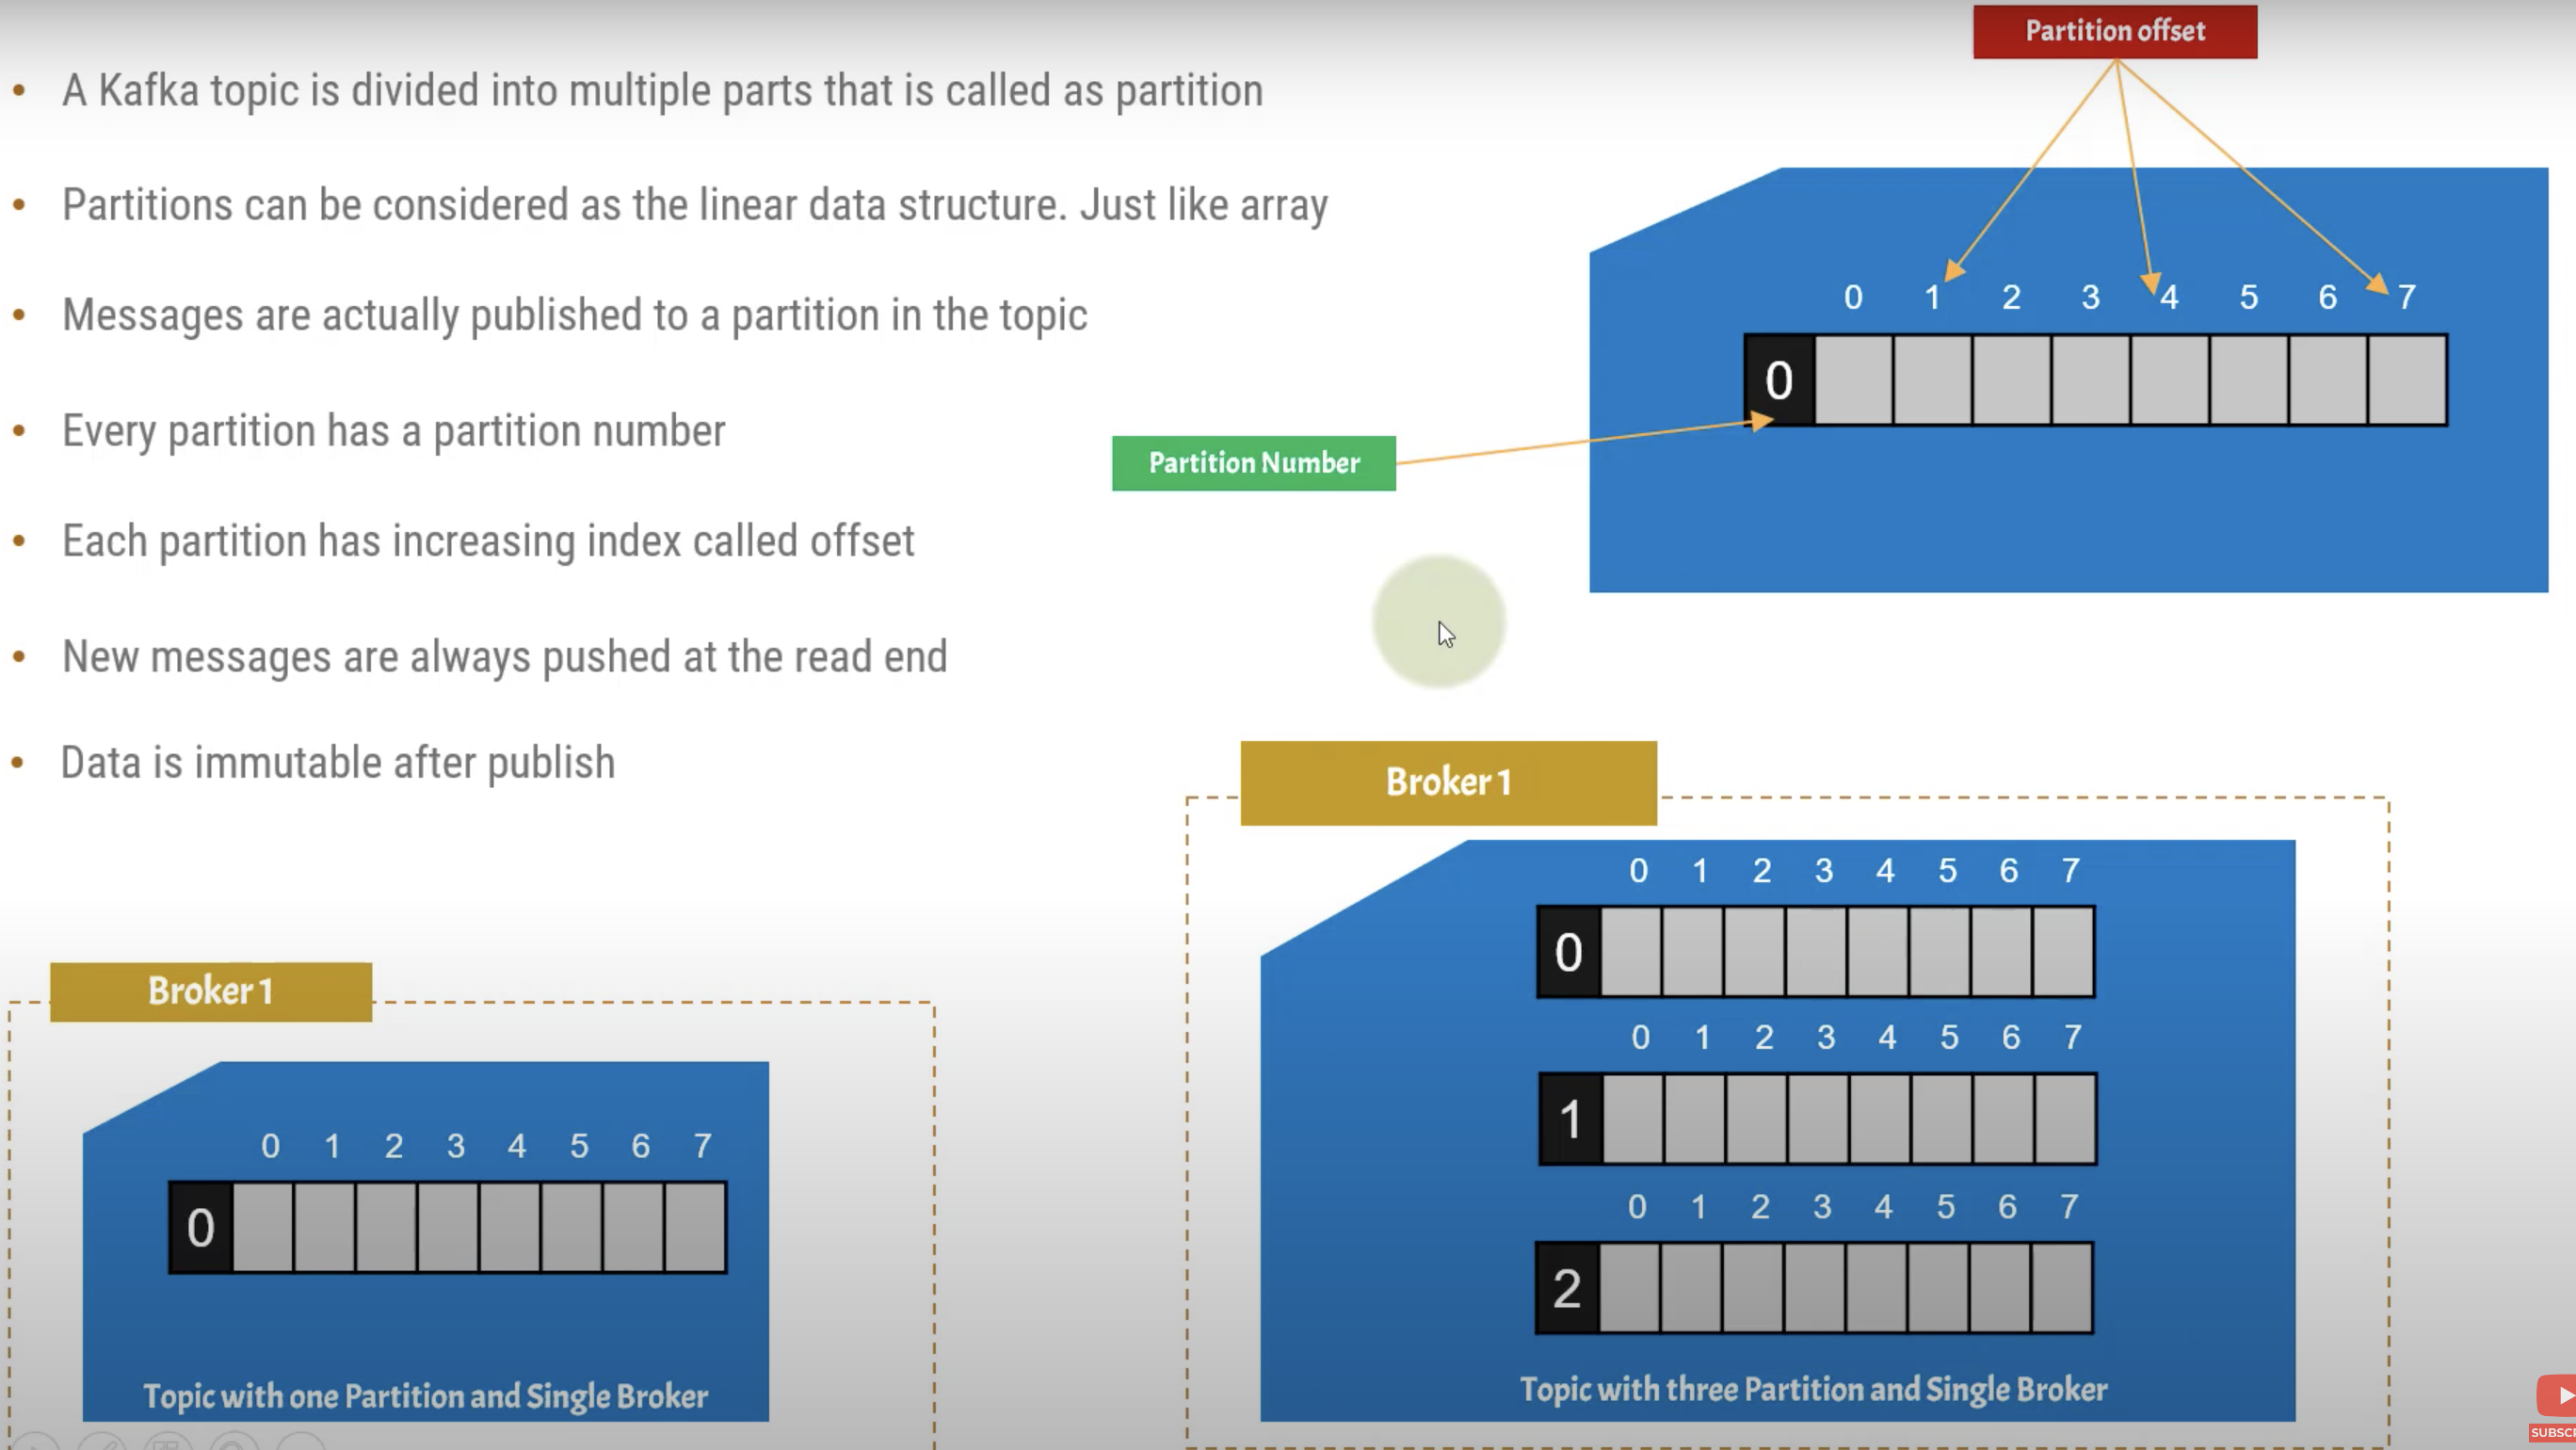 Partition offset
• A Kafka topic is divided into multiple parts that is called as partition
• Partitions can be considered as the linear data structure. Just like array
• Messages are actually published to a partition in the topic
• Every partition has a partition number
• Each partition has increasing index called offset
• New messages are always pushed at the read end
• Data is immutable after publish
0 1 2 3 4 5 6 7
0
Partition Number
Broker 1
0 1 2 3 4 5 6 7
0
Topic with one Partition and Single Broker
Broker 1
0 1 2 3 4 5 6 7
0
0 1 2 3 4 5 6 7
1
0 1 2 3 4 5 6 7
2
Topic with three Partition and Single Broker